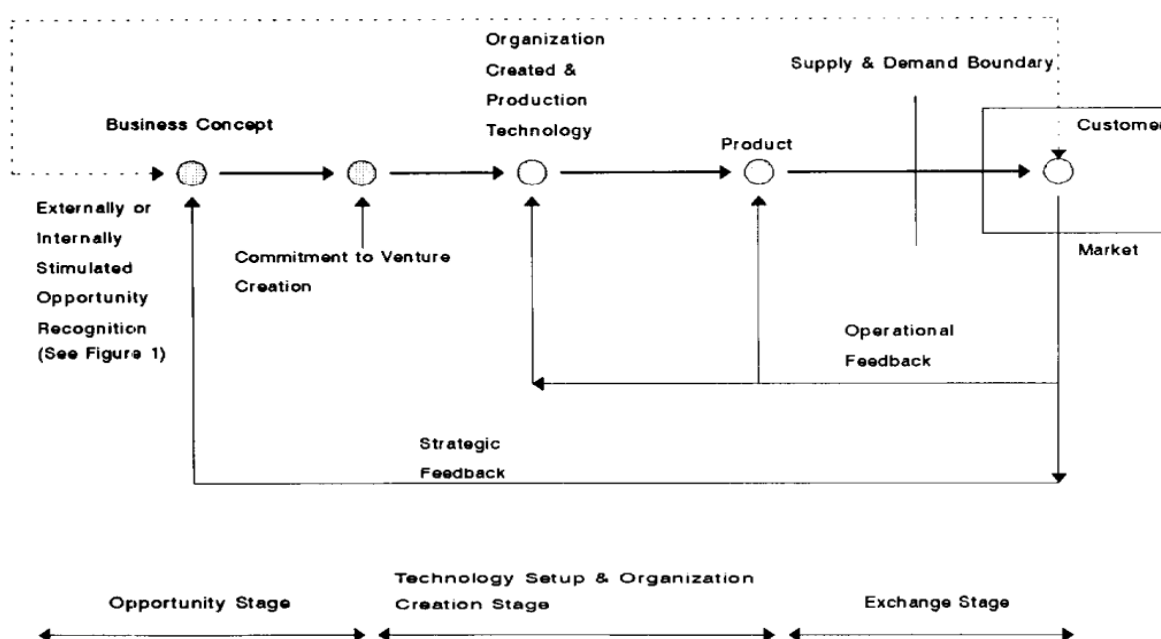 Organization
Created &
Production
Technology
Supply & Demand Boundary
Business Concept
Product
Customer
Externally or
Internally
Stimulated
Opportunity
Recognition
(See Figure 1)
Commitment to Venture
Creation
Market
Operational
Feedback
Strategic
Feedback
Opportunity Stage
Technology Setup & Organization
Creation Stage
Exchange Stage